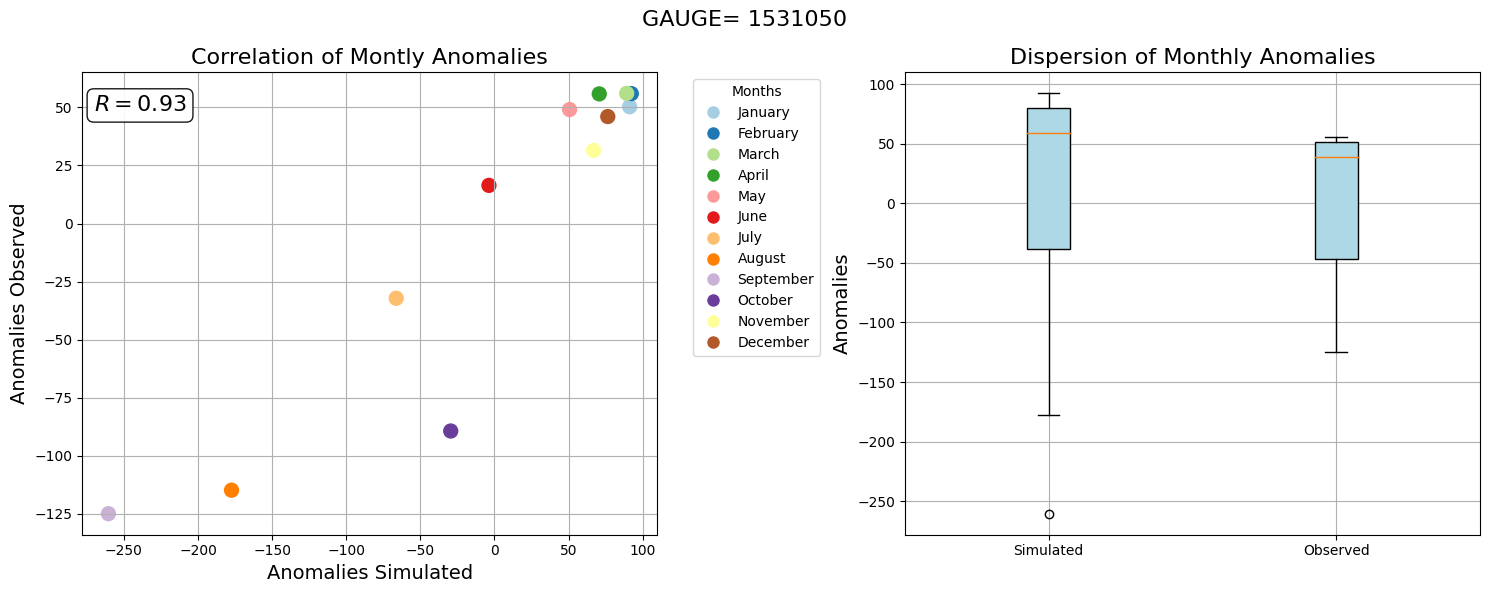 GAUGE= 1531050
Correlation of Montly Anomalies
R = 0.93
50
25
0
−25
−50
−75
−100
−125
Anomalies Observed
−250
−200
−150
−100
−50
0
50
100
Anomalies Simulated
Months
January
February
March
April
May
June
July
August
September
October
November
December
Dispersion of Monthly Anomalies
100
50
0
−50
−100
−150
−200
−250
Anomalies
Simulated
Observed